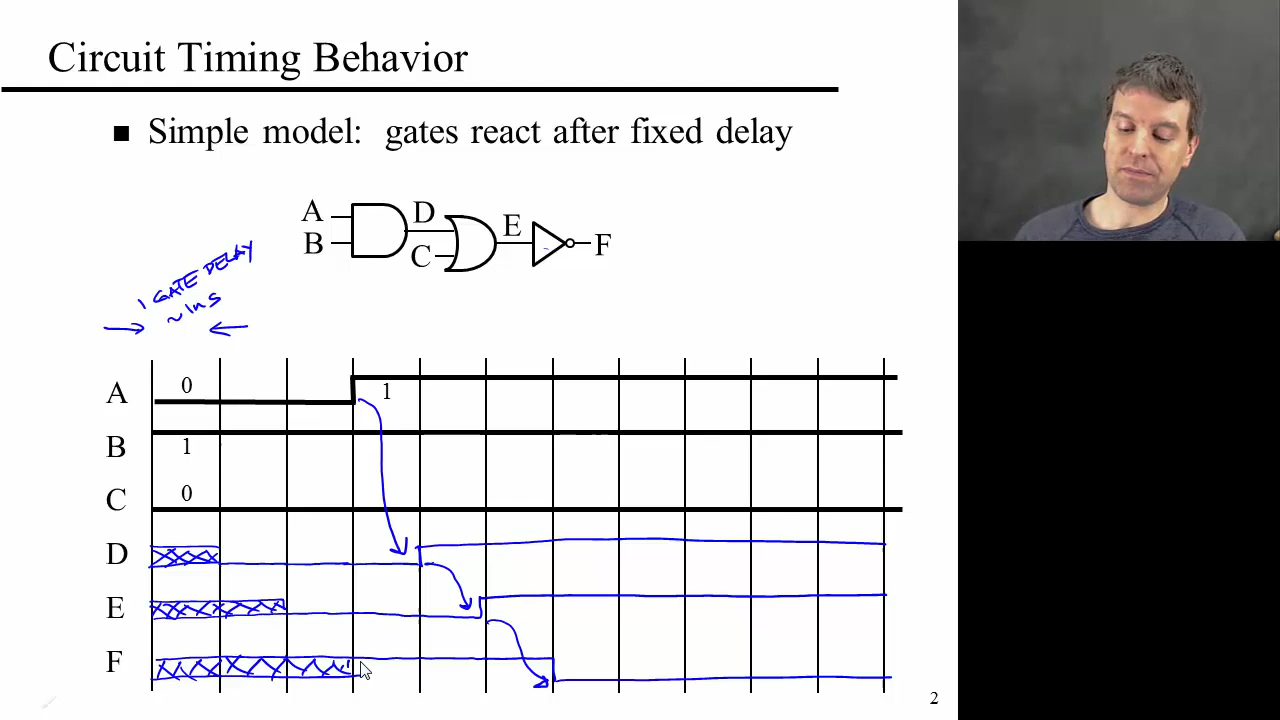 Circuit Timing Behavior
■ Simple model: gates react after fixed delay
A
B
D
C
E
F
1 GATE DELAY
~1ns
A 0 1
B 1
C 0
D
E
F
2